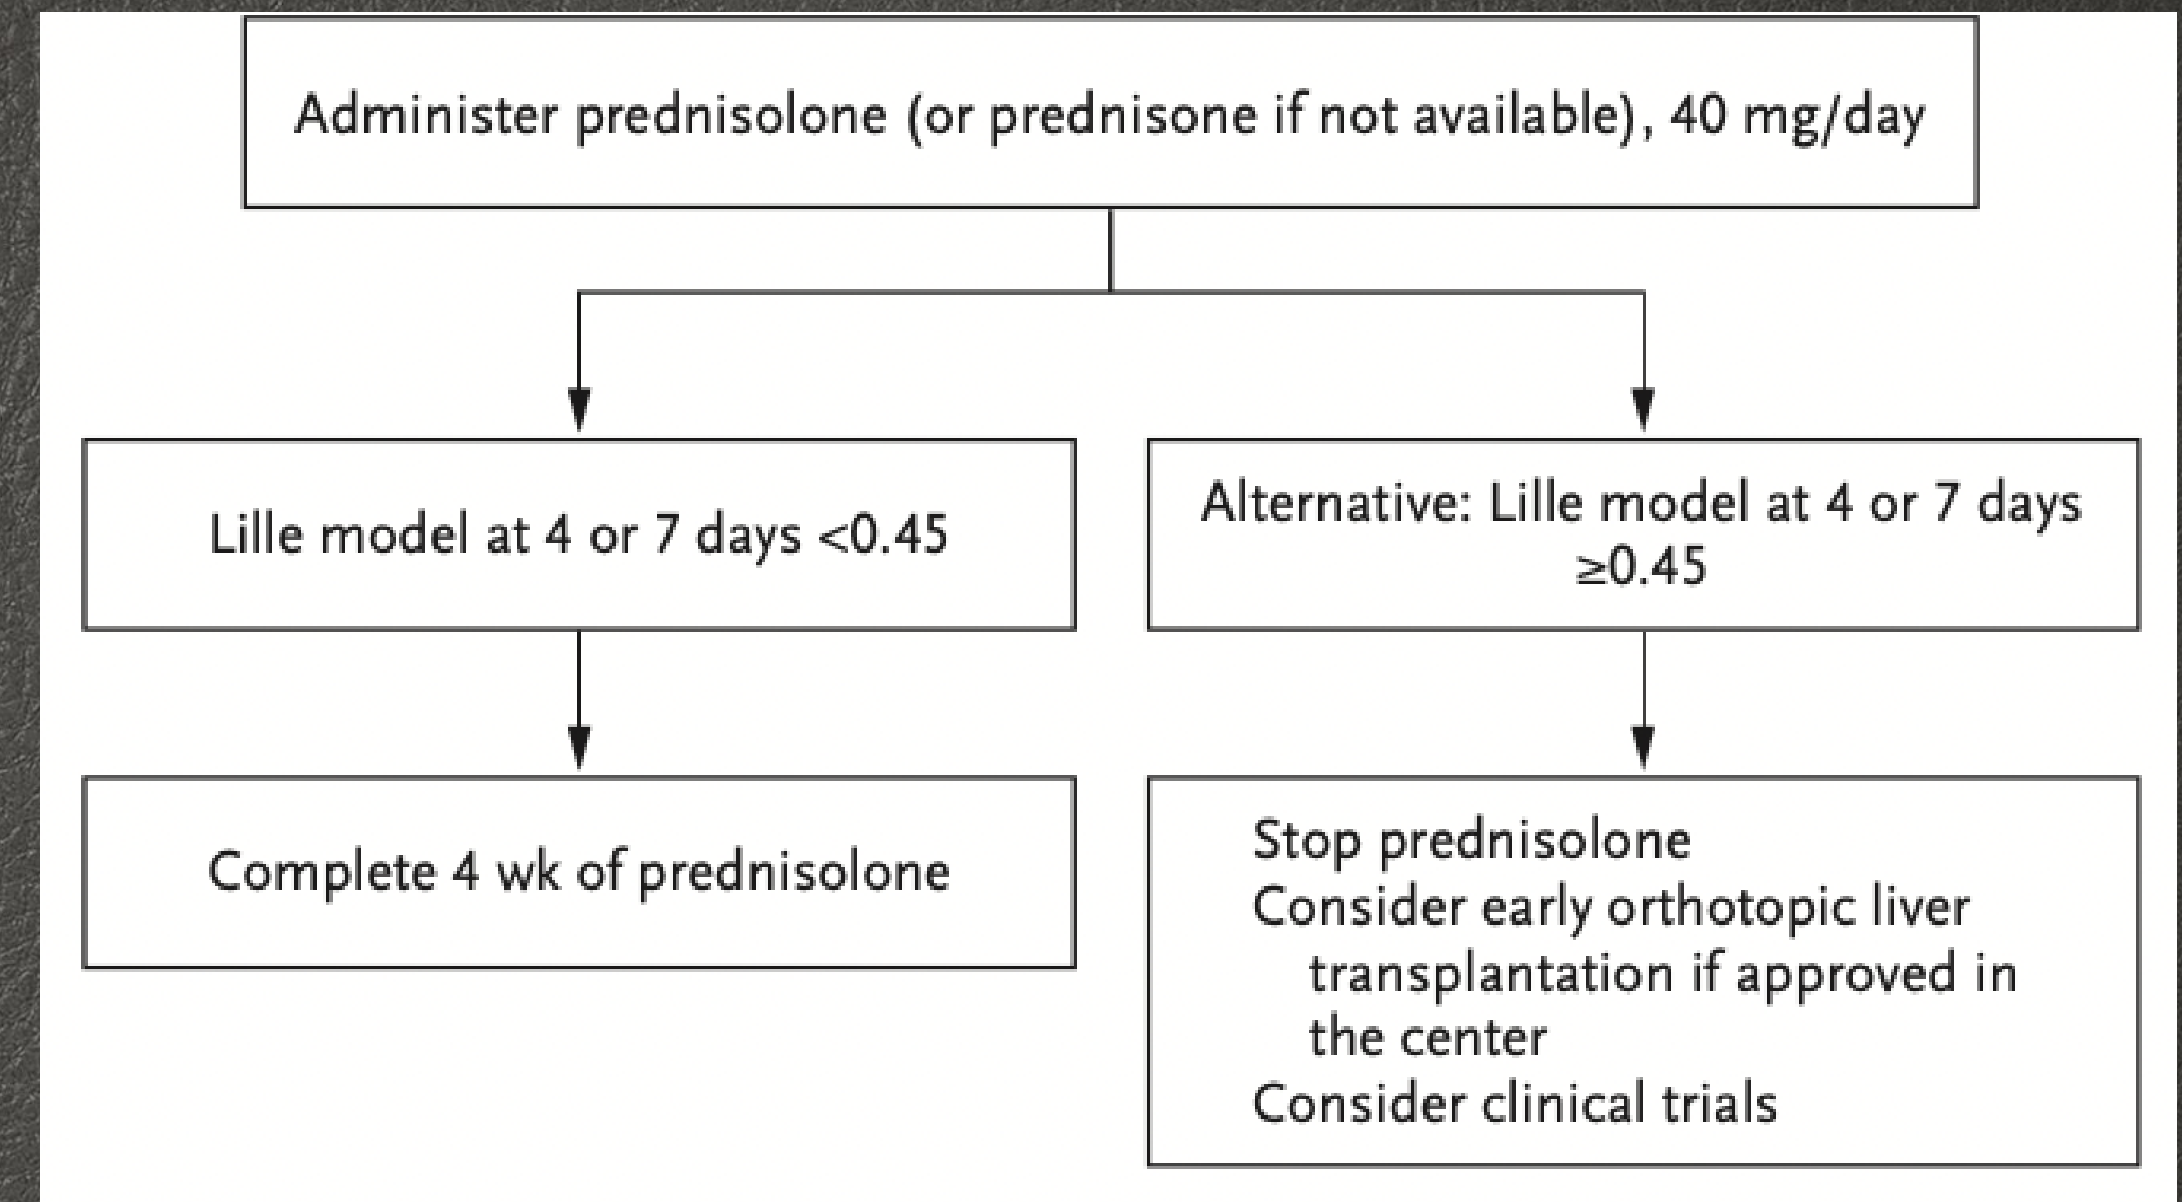 Administer prednisolone (or prednisone if not available), 40 mg/day
Lille model at 4 or 7 days <0.45
Alternative: Lille model at 4 or 7 days
≥0.45
Complete 4 wk of prednisolone
Stop prednisolone
Consider early orthotopic liver
transplantation if approved in
the center
Consider clinical trials